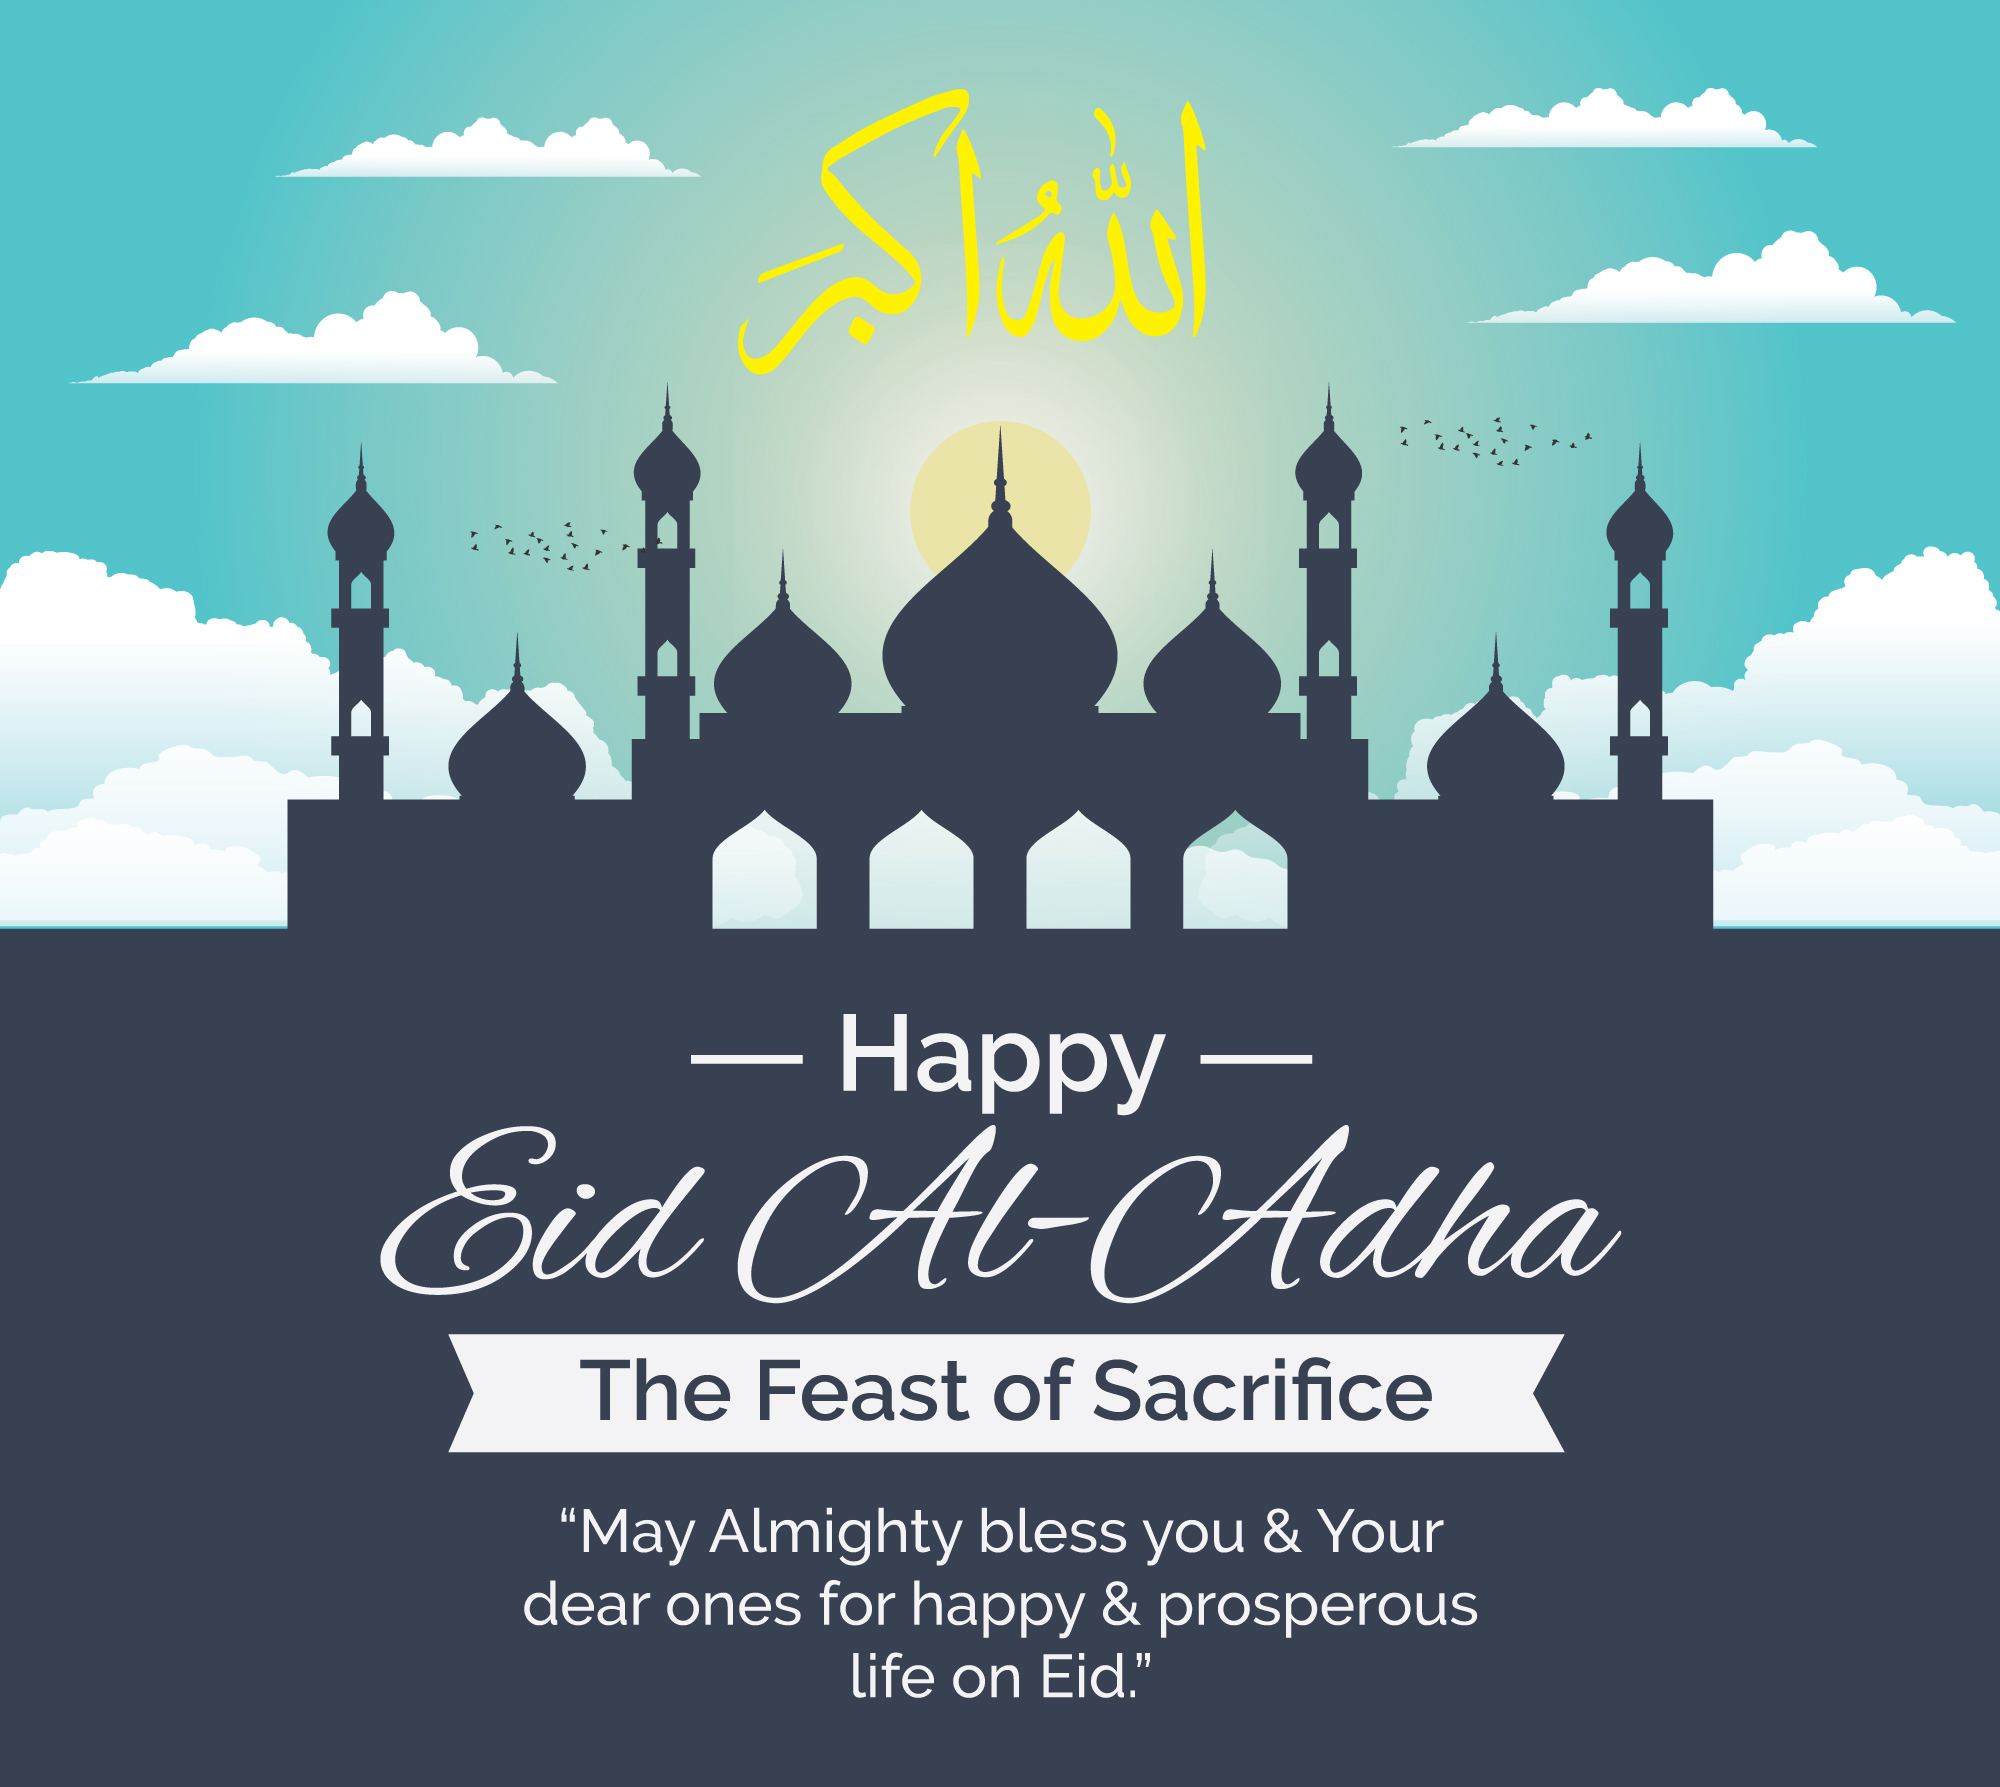 اللهُ اكبَر
Happy
Eid Al-Adha
The Feast of Sacrifice
“May Almighty bless you & Your
dear ones for happy & prosperous
life on Eid.”